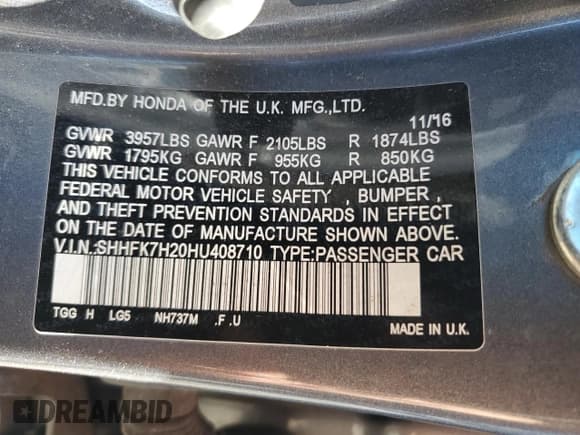 MFD.BY HONDA OF THE U.K. MFG.,LTD.
11/16
GVWR 3957LBS GAWR F 2105LBS R 1874LBS
GVWR 1795KG GAWR F 955KG R 850KG
THIS VEHICLE CONFORMS TO ALL APPLICABLE
FEDERAL MOTOR VEHICLE SAFETY , BUMPER ,
AND THEFT PREVENTION STANDARDS IN EFFECT
ON THE DATE OF MANUFACTURE SHOWN ABOVE.
V.I.N.:SHHFK7H20HU408710 TYPE:PASSENGER CAR
TGG H LG5 NH737M .F .U
MADE IN U.K.
DREAMBID